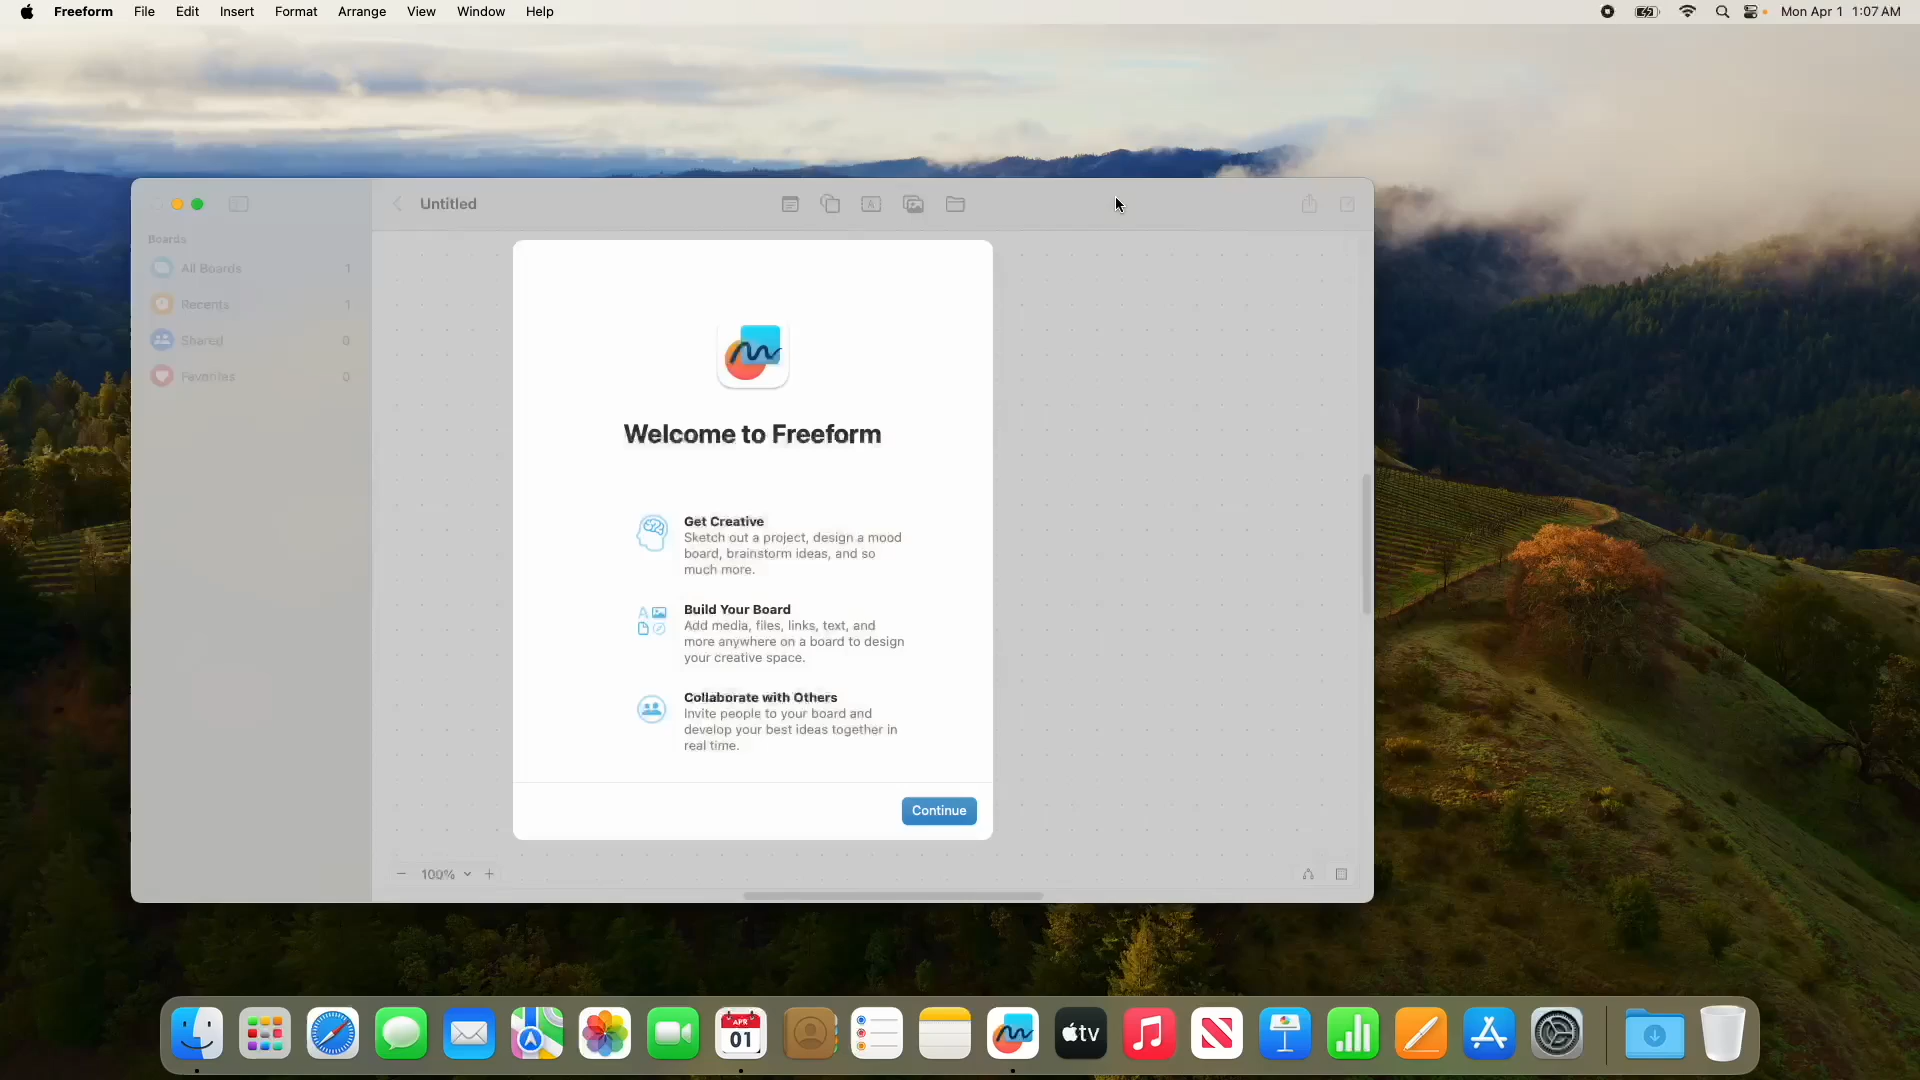 Freeform File Edit Insert Format Arrange View Window Help Mon Apr 1 1:07 AM
Untitled
Boards
All Boards 1
Recents 1
Shared 0
Favorites 0
Welcome to Freeform
Get Creative
Sketch out a project, design a mood
board, brainstorm ideas, and so
much more.
Build Your Board
Add media, files, links, text, and
more anywhere on a board to design
your creative space.
Collaborate with Others
Invite people to your board and
develop your best ideas together in
real time.
Continue
100%
APR
01
tv